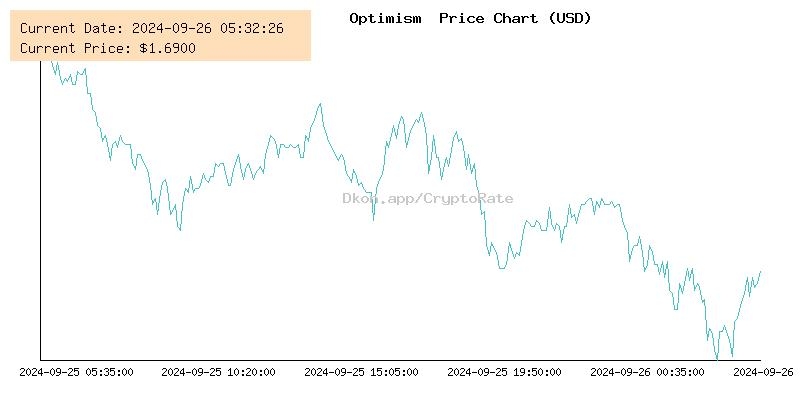 Optimism Price Chart (USD)
Current Date: 2024-09-26 05:32:26
Current Price: $1.6900
Dkon.app/CryptoRate
2024-09-25 05:35:00 2024-09-25 10:20:00 2024-09-25 15:05:00 2024-09-25 19:50:00 2024-09-26 00:35:00 2024-09-26